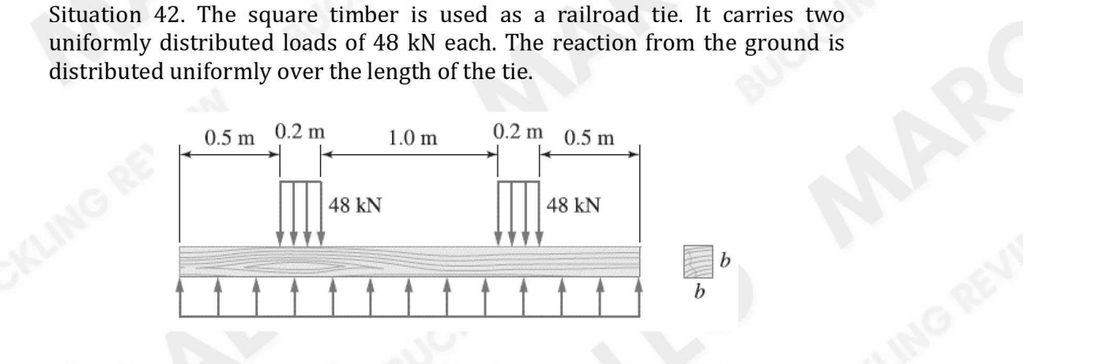 Situation 42. The square timber is used as a railroad tie. It carries two
uniformly distributed loads of 48 kN each. The reaction from the ground is
distributed uniformly over the length of the tie.
0.5 m 0.2 m 1.0 m 0.2 m 0.5 m
48 kN 48 kN
b
b